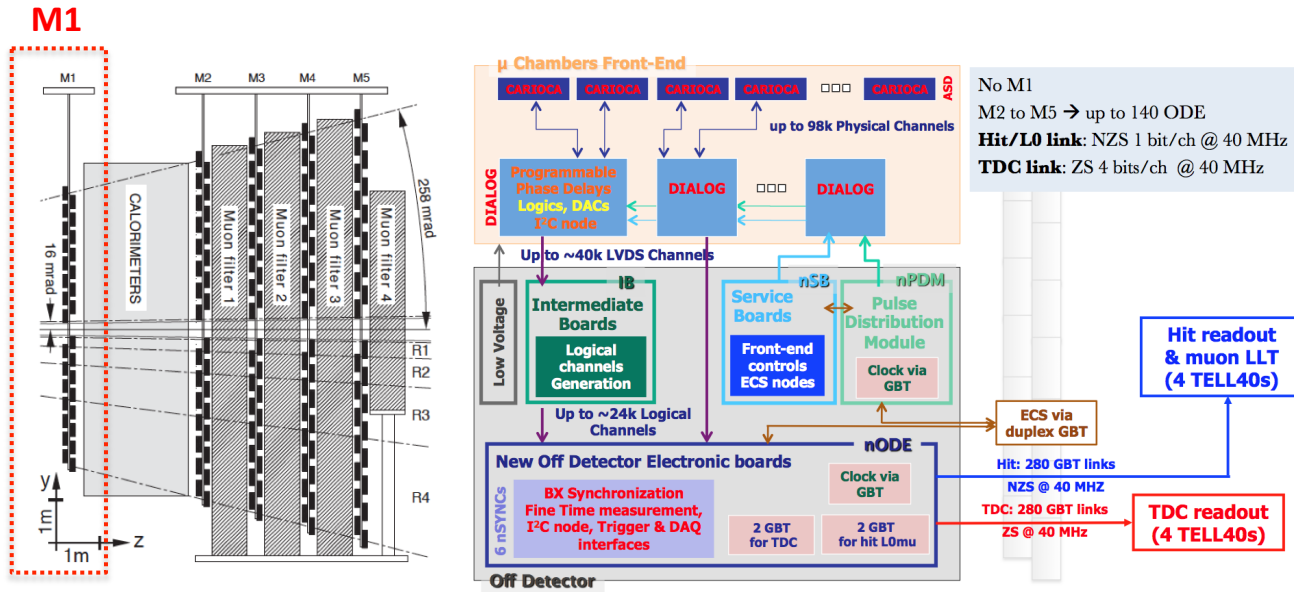 M1
M1
M2
M3
M4
M5
16 mrad
258 mrad
CALORIMETERS
Muon filter 1
Muon filter 2
Muon filter 3
Muon filter 4
R1
R2
R3
R4
y
1m
1m
z
μ Chambers Front-End
CARIOCA
CARIOCA
CARIOCA
CARIOCA
CARIOCA
ASD
up to 98k Physical Channels
DIALOG
Programmable
Phase Delays
Logics, DACs
I²C node
DIALOG
DIALOG
Up to ~40k LVDS Channels
Low Voltage
IB
Intermediate
Boards
Logical
channels
Generation
nSB
Service
Boards
Front-end
controls
ECS nodes
nPDM
Pulse
Distribution
Module
Clock via
GBT
Up to ~24k Logical
Channels
nODE
New Off Detector Electronic boards
6 nSYNCs
BX Synchronization
Fine Time measurement,
I²C node, Trigger & DAQ
interfaces
Clock via
GBT
2 GBT
for TDC
2 GBT
for hit L0mu
Off Detector
No M1
M2 to M5 → up to 140 ODE
Hit/L0 link: NZS 1 bit/ch @ 40 MHz
TDC link: ZS 4 bits/ch @ 40 MHz
ECS via
duplex GBT
Hit: 280 GBT links
NZS @ 40 MHZ
TDC: 280 GBT links
ZS @ 40 MHz
Hit readout
& muon LLT
(4 TELL40s)
TDC readout
(4 TELL40s)